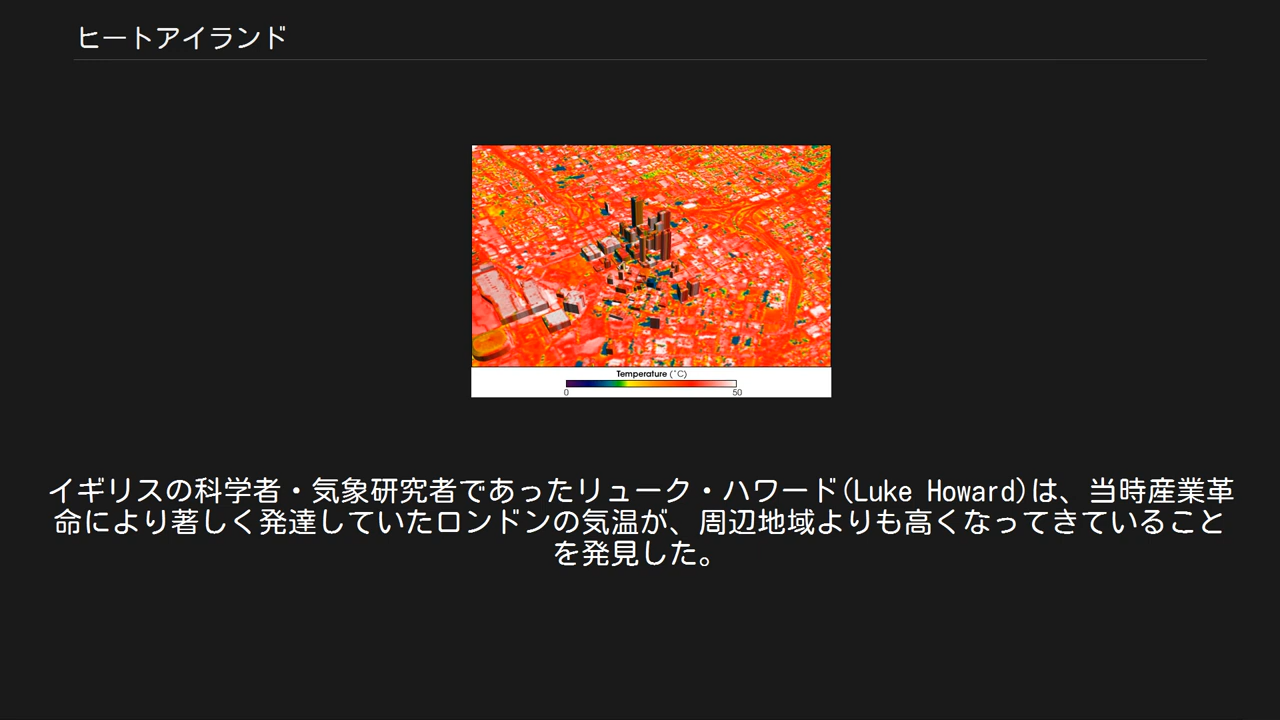 ヒートアイランド
Temperature (°C)
0 50
イギリスの科学者・気象研究者であったリューク・ハワード(Luke Howard)は、当時産業革
命により著しく発達していたロンドンの気温が、周辺地域よりも高くなってきていること
を発見した。